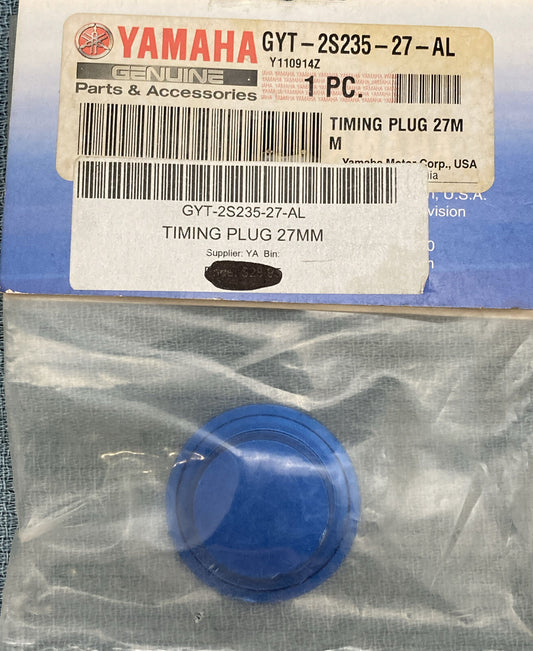 YAMAHA GYT-2S235-27-AL
Y110914Z
GENUINE
Parts & Accessories
1 PC.
TIMING PLUG 27M
M
Yamaha Motor Corp., USA
GYT-2S235-27-AL
TIMING PLUG 27MM
Supplier: YA Bin:
U.S.A.